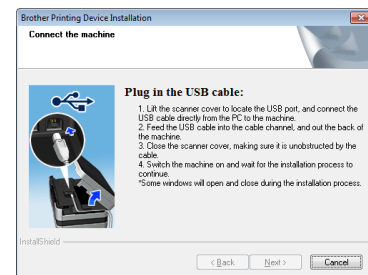 Brother Printing Device Installation
Connect the machine
Plug in the USB cable:
1. Lift the scanner cover to locate the USB port, and connect the
USB cable directly from the PC to the machine.
2. Feed the USB cable into the cable channel, and out the back of
the machine.
3. Close the scanner cover, making sure it is unobstructed by the
cable.
4. Switch the machine on and wait for the installation process to
continue.
*Some windows will open and close during the installation process.
InstallShield
< Back
Next >
Cancel